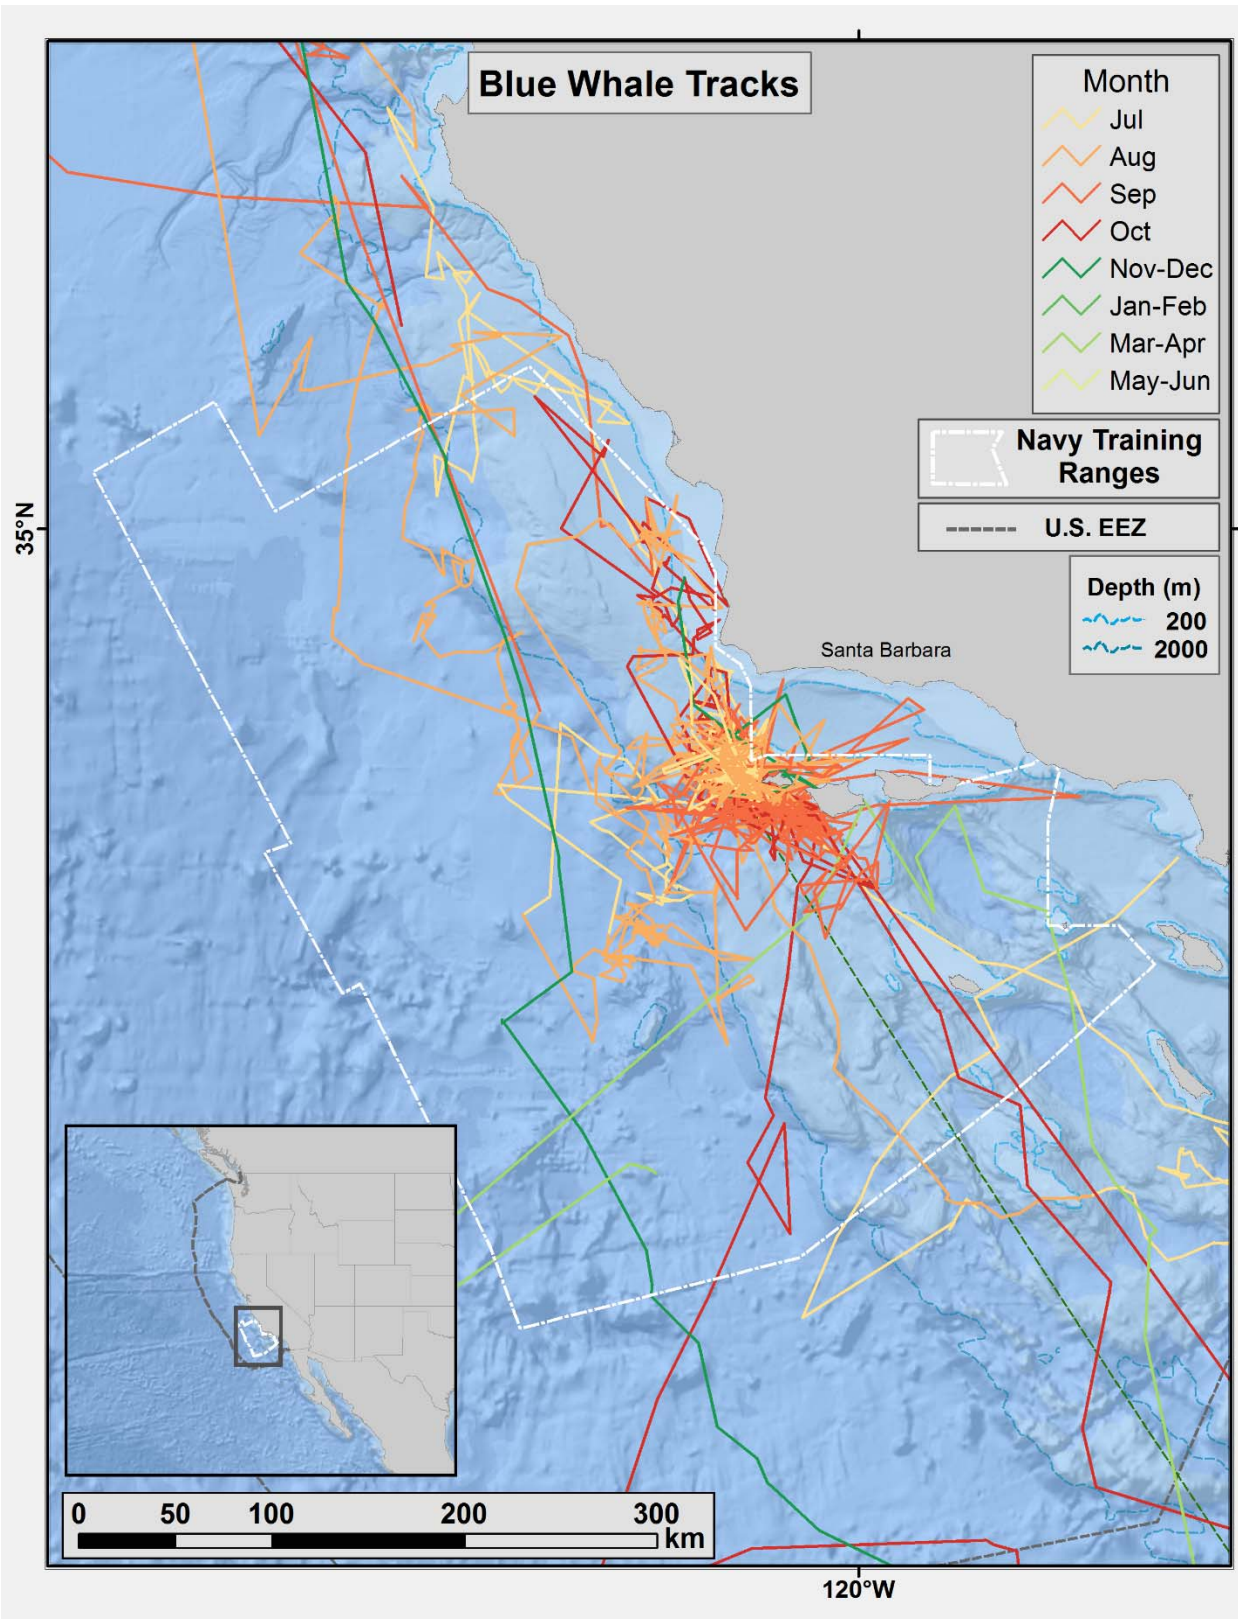 Blue Whale Tracks
Month
Jul
Aug
Sep
Oct
Nov-Dec
Jan-Feb
Mar-Apr
May-Jun
Navy Training
Ranges
U.S. EEZ
Depth (m)
200
2000
35°N
Santa Barbara
0 50 100 200 300
km
120°W